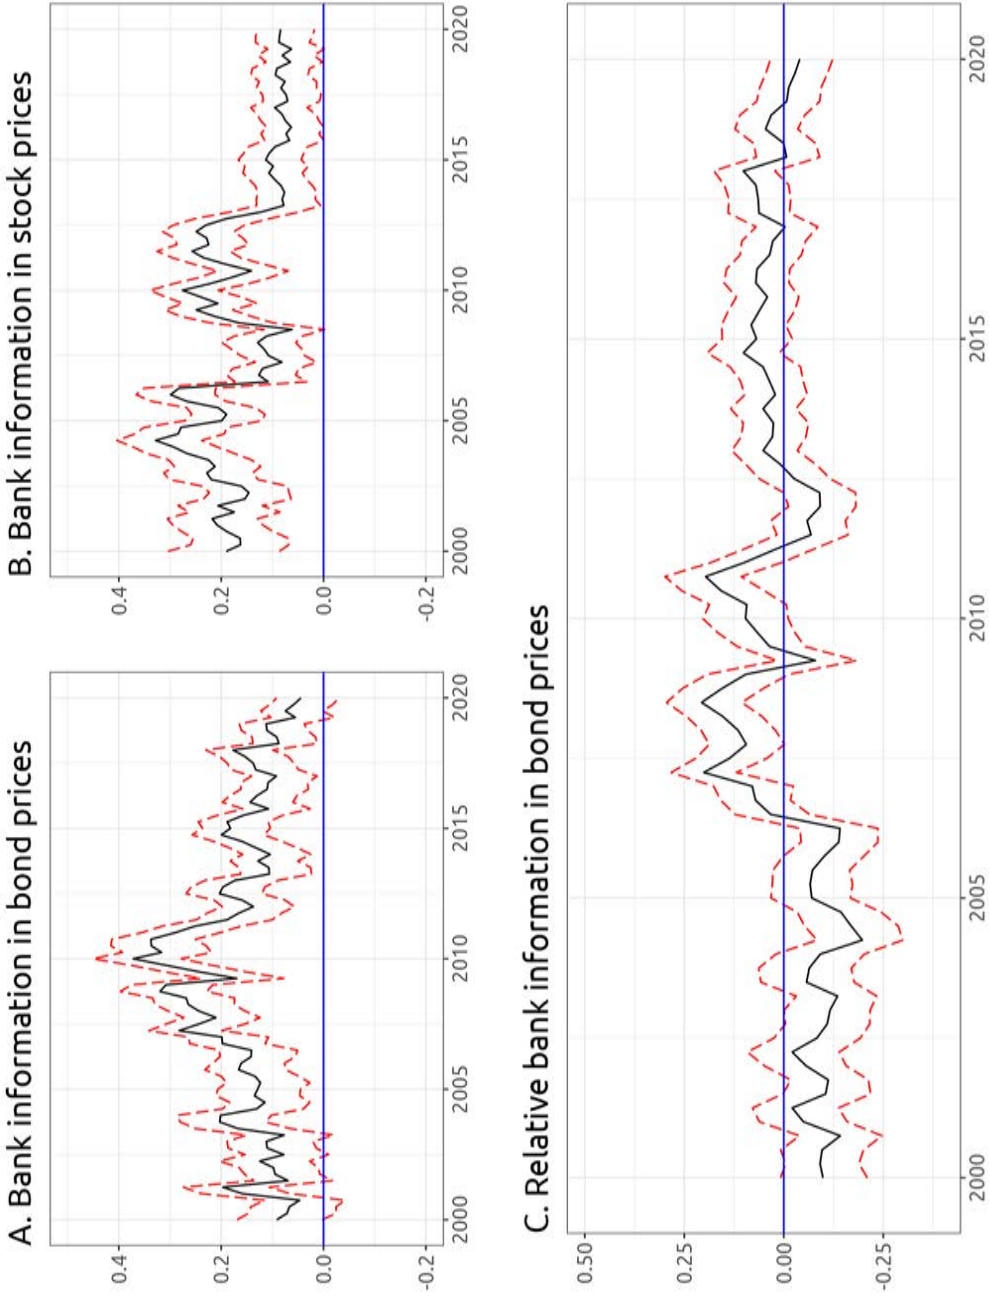 A. Bank information in bond prices
0.4
0.2
0.0
-0.2
2000 2005 2010 2015 2020
B. Bank information in stock prices
0.4
0.2
0.0
-0.2
2000 2005 2010 2015 2020
C. Relative bank information in bond prices
0.50
0.25
0.00
-0.25
2000 2005 2010 2015 2020